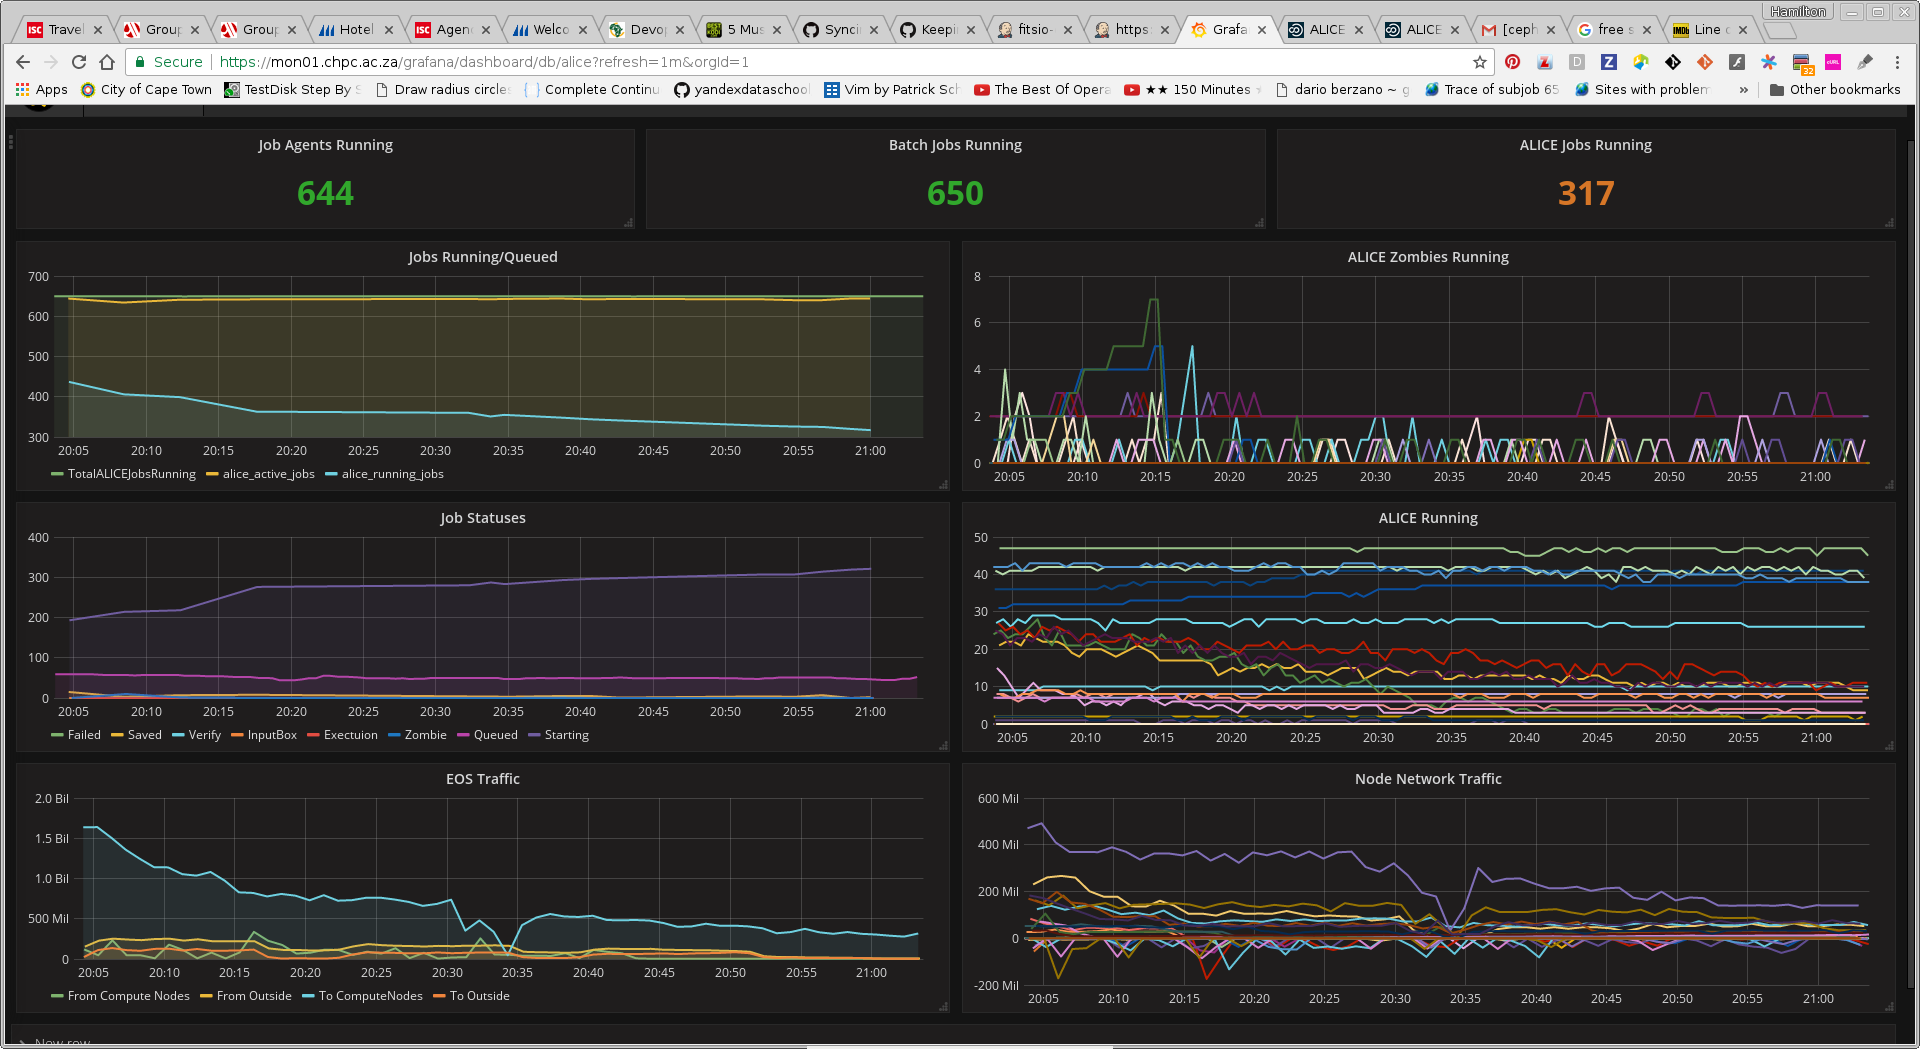 Hamilton
Travel Group Group Hotel Agen Welco Devop 5 Mus Syncin Keepi fitsio- https: Grafa ALICE ALICE [ceph free s Line o
Secure https://mon01.chpc.ac.za/grafana/dashboard/db/alice?refresh=1m&orgId=1
Apps City of Cape Town TestDisk Step By S Draw radius circles Complete Continu yandexdataschool Vim by Patrick Sch The Best Of Opera ★★ 150 Minutes dario berzano ~ g Trace of subjob 65 Sites with problem » Other bookmarks
Job Agents Running Batch Jobs Running ALICE Jobs Running
644 650 317
Jobs Running/Queued
700
600
500
400
300
20:05 20:10 20:15 20:20 20:25 20:30 20:35 20:40 20:45 20:50 20:55 21:00
TotalALICEJobsRunning alice_active_jobs alice_running_jobs
ALICE Zombies Running
8
6
4
2
0
20:05 20:10 20:15 20:20 20:25 20:30 20:35 20:40 20:45 20:50 20:55 21:00
Job Statuses
400
300
200
100
0
20:05 20:10 20:15 20:20 20:25 20:30 20:35 20:40 20:45 20:50 20:55 21:00
Failed Saved Verify InputBox Exectuion Zombie Queued Starting
ALICE Running
50
40
30
20
10
0
20:05 20:10 20:15 20:20 20:25 20:30 20:35 20:40 20:45 20:50 20:55 21:00
EOS Traffic
2.0 Bil
1.5 Bil
1.0 Bil
500 Mil
0
20:05 20:10 20:15 20:20 20:25 20:30 20:35 20:40 20:45 20:50 20:55 21:00
From Compute Nodes From Outside To ComputeNodes To Outside
Node Network Traffic
600 Mil
400 Mil
200 Mil
0
-200 Mil
20:05 20:10 20:15 20:20 20:25 20:30 20:35 20:40 20:45 20:50 20:55 21:00
New row